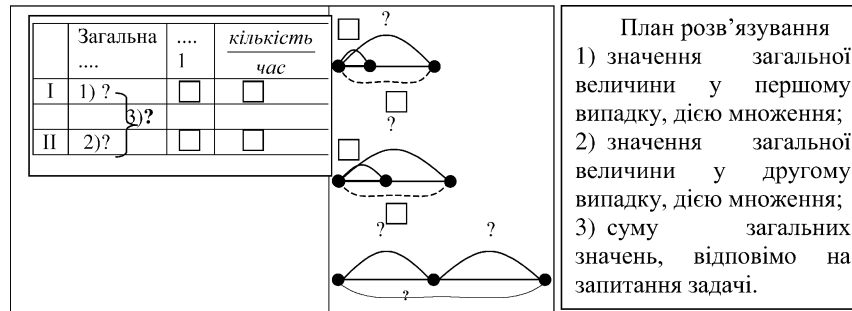 Загальна .... кількість
.... 1 час
I 1) ?
3)?
II 2)?
?
?
? ?
?
План розв’язування
1) значення загальної
величини у першому
випадку, дією множення;
2) значення загальної
величини у другому
випадку, дією множення;
3) суму загальних
значень, відповімо на
запитання задачі.